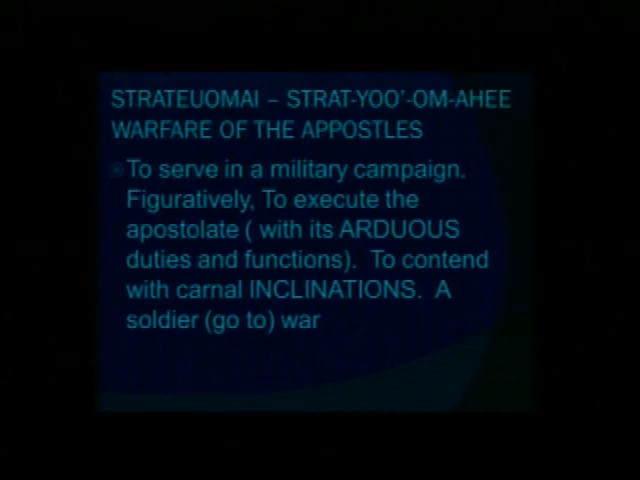 STRATEUOMAI – STRAT-YOO'-OM-AHEE
WARFARE OF THE APPOSTLES
To serve in a military campaign.
Figuratively, To execute the
apostolate ( with its ARDUOUS
duties and functions). To contend
with carnal INCLINATIONS. A
soldier (go to) war